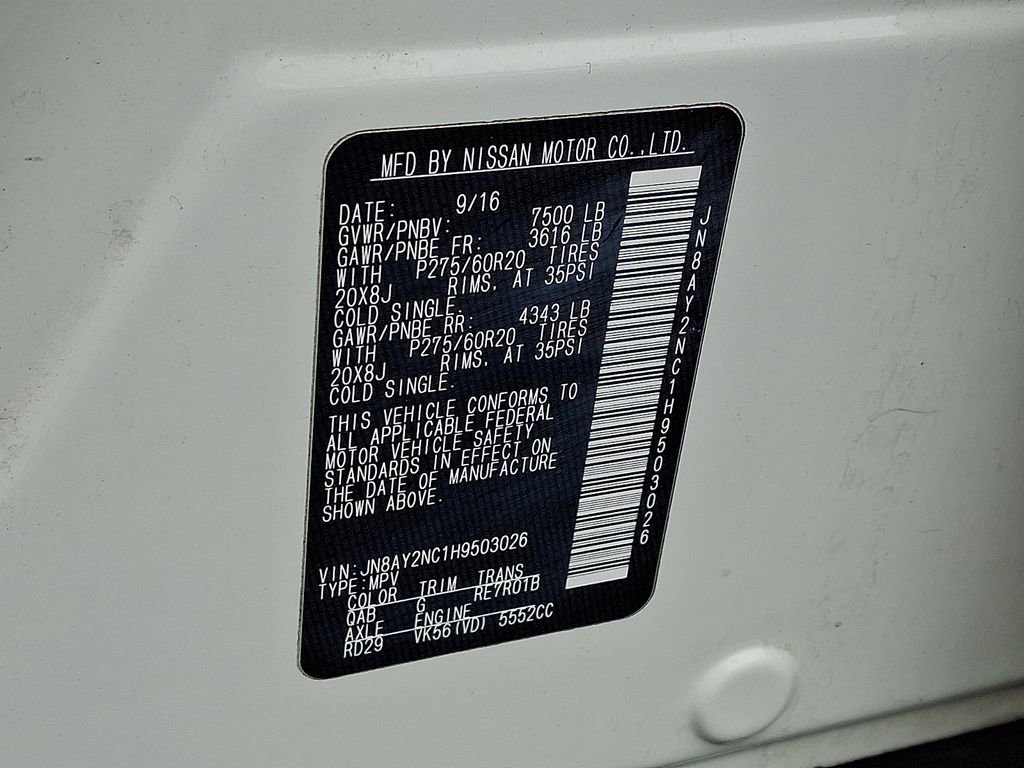 MFD BY NISSAN MOTOR CO.,LTD.
DATE: 9/16
GVWR/PNBV: 7500 LB
GAWR/PNBE FR: 3616 LB
WITH P275/60R20 TIRES
20X8J RIMS, AT 35PSI
COLD SINGLE.
GAWR/PNBE RR: 4343 LB
WITH P275/60R20 TIRES
20X8J RIMS, AT 35PSI
COLD SINGLE.
THIS VEHICLE CONFORMS TO
ALL APPLICABLE FEDERAL
MOTOR VEHICLE SAFETY
STANDARDS IN EFFECT ON
THE DATE OF MANUFACTURE
SHOWN ABOVE.
VIN:JN8AY2NC1H9503026
TYPE:MPV
COLOR TRIM TRANS
QAB G RE7R01B
AXLE ENGINE
RD29 VK56(VD) 5552CC
JN8AY2NC1H9503026